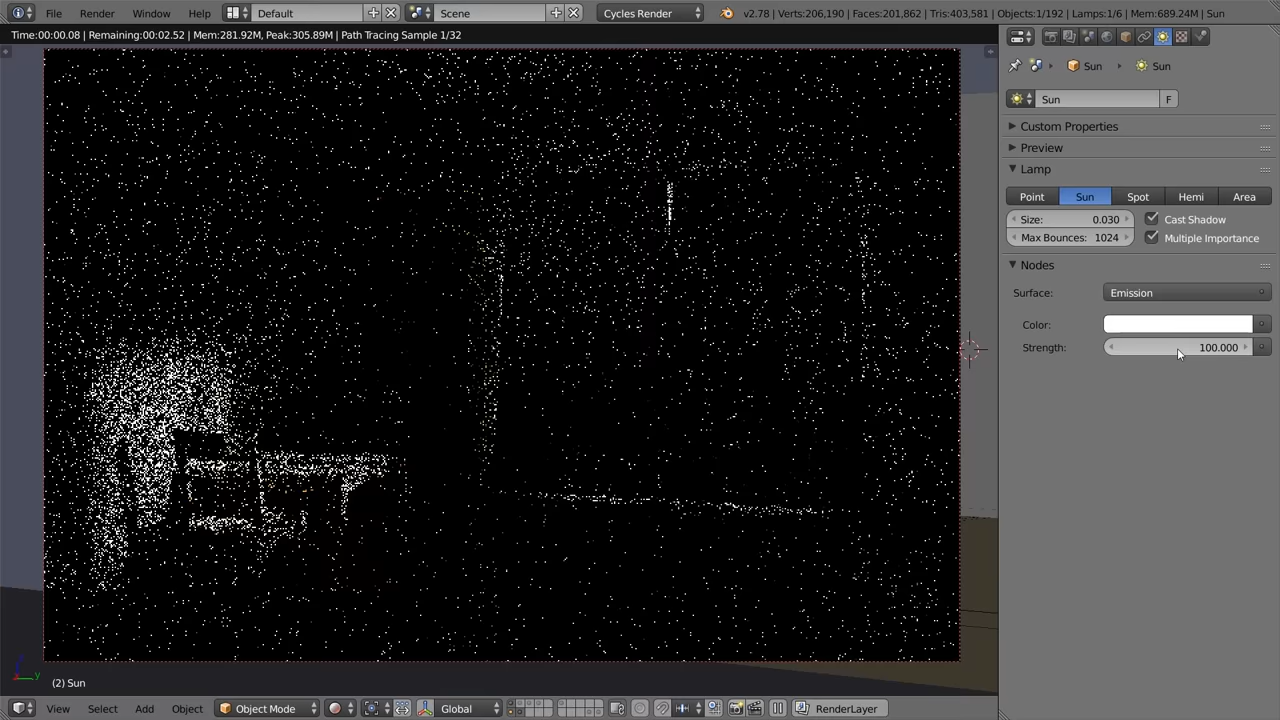 File Render Window Help Default Scene Cycles Render v2.78 | Verts:206,190 | Faces:201,862 | Tris:403,581 | Objects:1/192 | Lamps:1/6 | Mem:689.24M | Sun
Time:00:00.08 | Remaining:00:02.52 | Mem:281.92M, Peak:305.89M | Path Tracing Sample 1/32
Sun Sun
Sun F
Custom Properties
Preview
Lamp
Point Sun Spot Hemi Area
Size: 0.030 Cast Shadow
Max Bounces: 1024 Multiple Importance
Nodes
Surface: Emission
Color:
Strength: 100.000
z
y
x
(2) Sun
View Select Add Object Object Mode Global RenderLayer